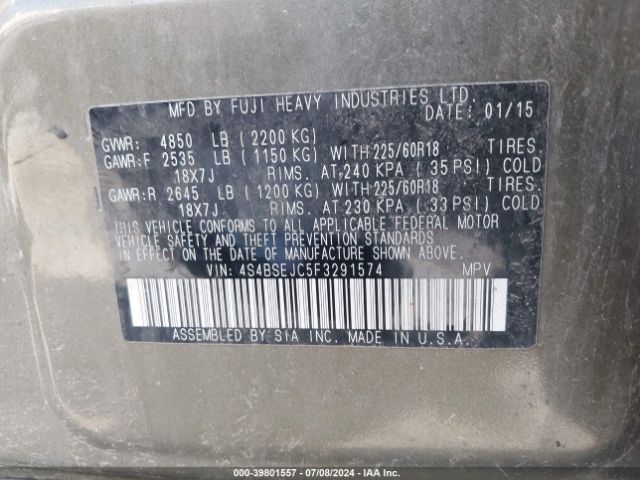 MFD BY FUJI HEAVY INDUSTRIES LTD.
DATE: 01/15
GVWR: 4850 LB (2200 KG)
GAWR:F 2535 LB (1150 KG) WITH 225/60R18 TIRES.
18X7J RIMS. AT 240 KPA (35 PSI) COLD
GAWR:R 2645 LB (1200 KG) WITH 225/60R18 TIRES.
18X7J RIMS. AT 230 KPA (33 PSI) COLD
THIS VEHICLE CONFORMS TO ALL APPLICABLE FEDERAL MOTOR
VEHICLE SAFETY AND THEFT PREVENTION STANDARDS
IN EFFECT ON THE DATE OF MANUFACTURE SHOWN ABOVE.
VIN: 4S4BSEJC5F3291574 MPV
ASSEMBLED BY SIA INC. MADE IN U.S.A.
000-39801557 / 07/08/2024 - IAA Inc.